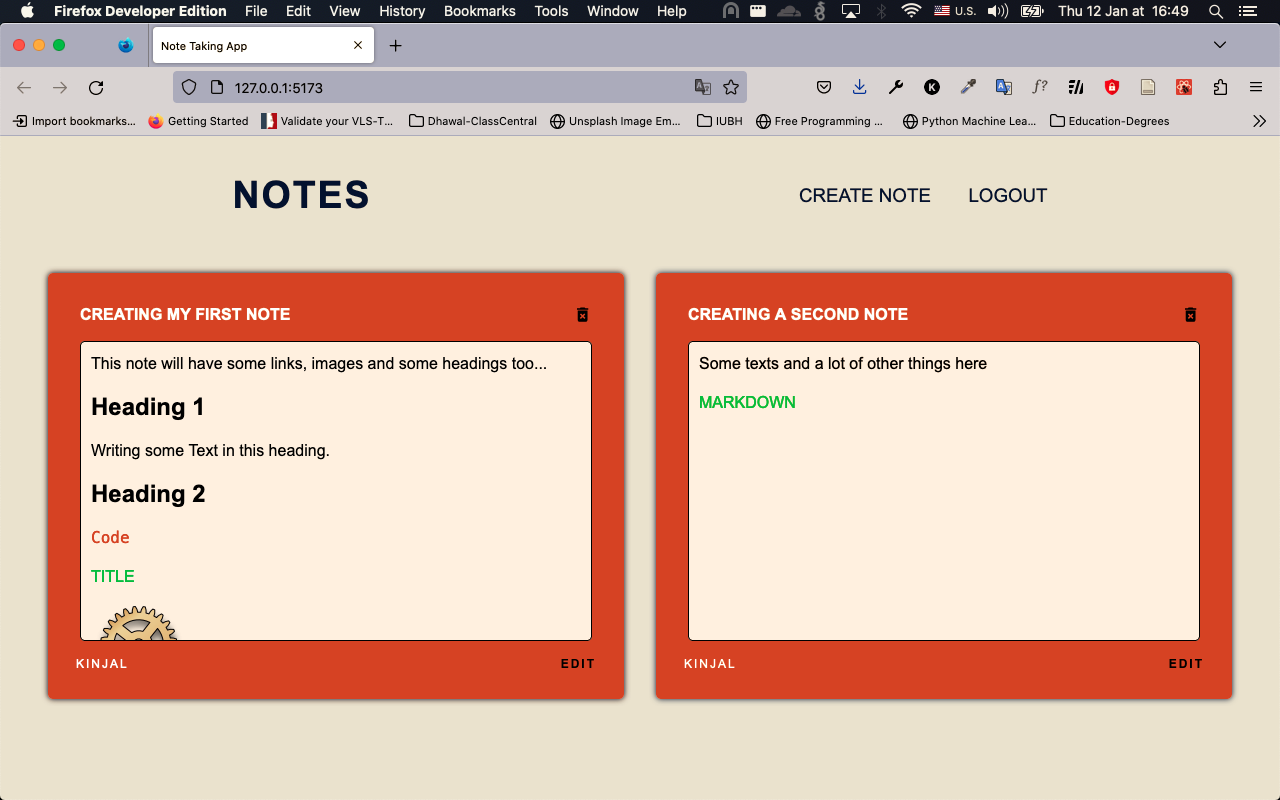 Firefox Developer Edition File Edit View History Bookmarks Tools Window Help U.S. Thu 12 Jan at 16:49
Note Taking App
127.0.0.1:5173
Import bookmarks... Getting Started Validate your VLS-T... Dhawal-ClassCentral Unsplash Image Em... IUBH Free Programming ... Python Machine Lea... Education-Degrees
NOTES CREATE NOTE LOGOUT
CREATING MY FIRST NOTE
This note will have some links, images and some headings too...
Heading 1
Writing some Text in this heading.
Heading 2
Code
TITLE
KINJAL EDIT
CREATING A SECOND NOTE
Some texts and a lot of other things here
MARKDOWN
KINJAL EDIT